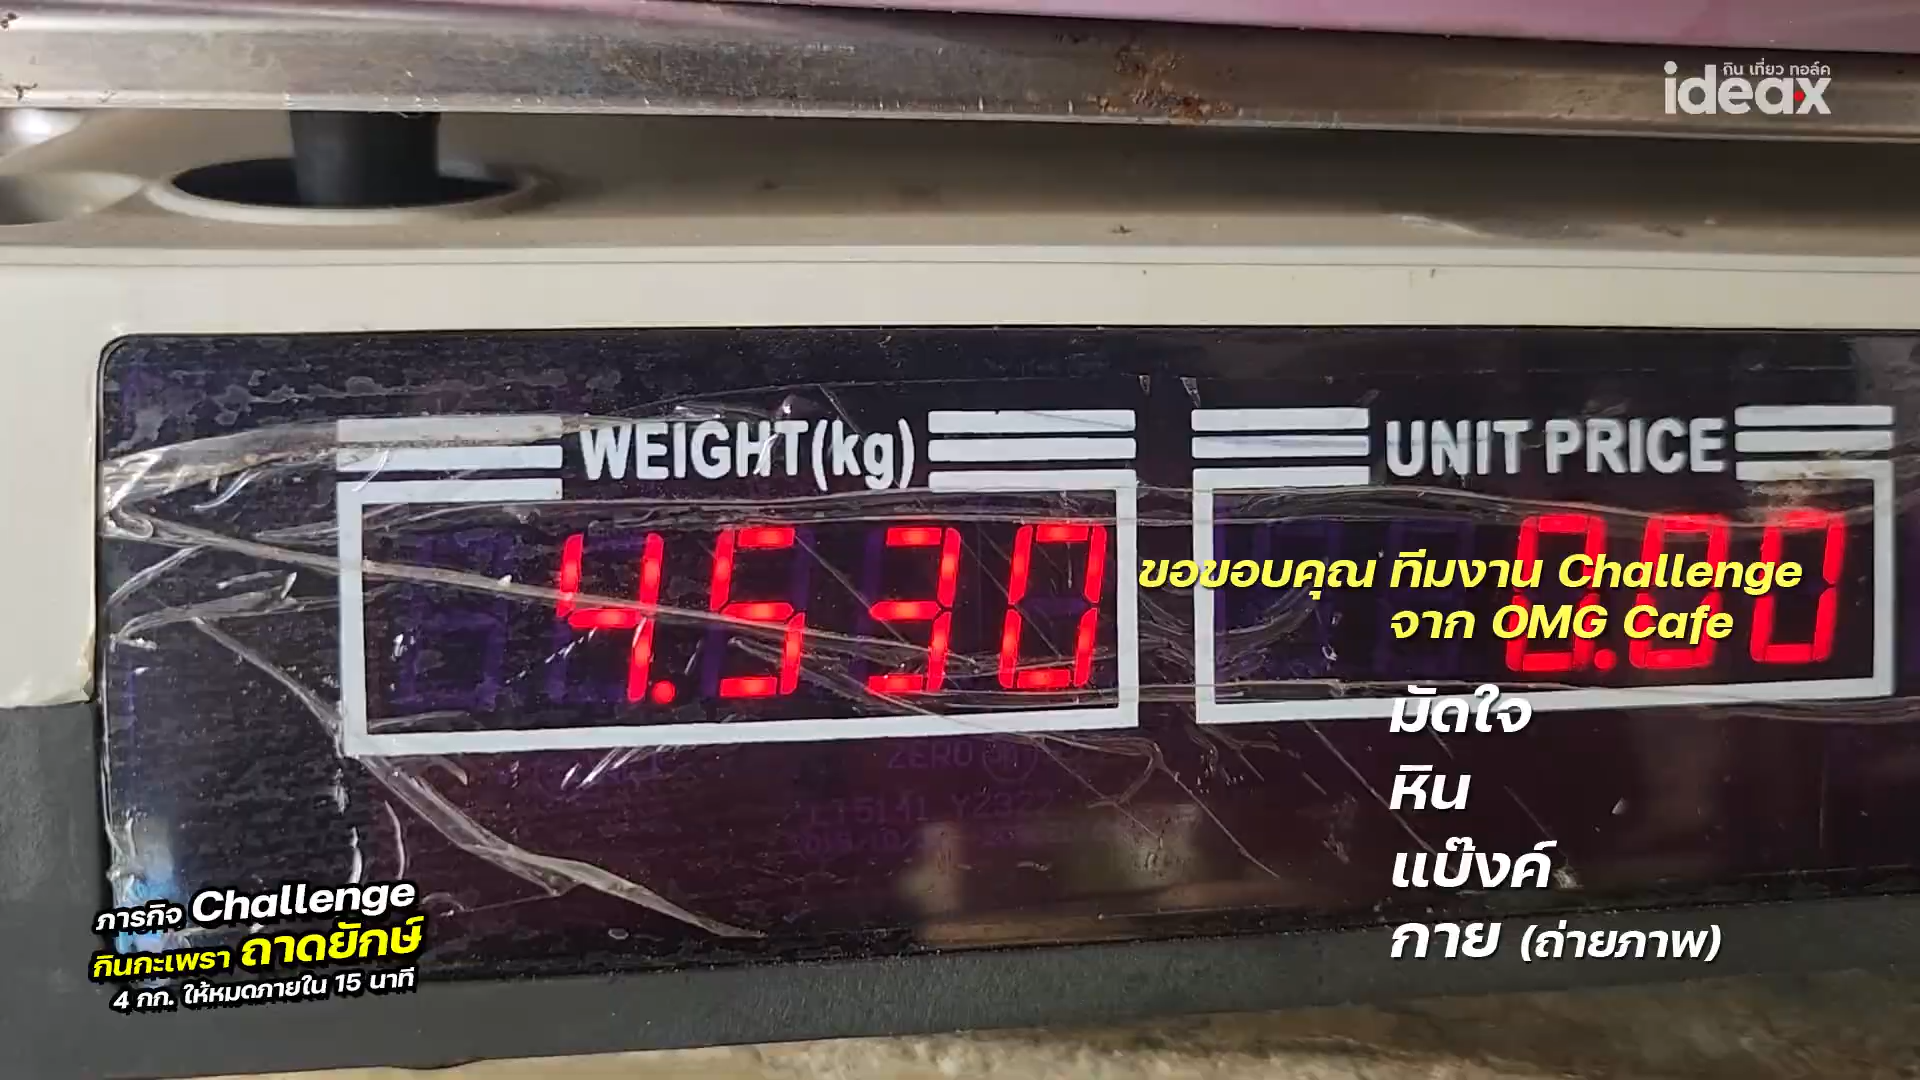 กิน เที่ยว ทอล์ค
ideax
WEIGHT(kg)
UNIT PRICE
4.530
0.00
ขอขอบคุณ ทีมงาน Challenge
จาก OMG Cafe
มัดใจ
หิน
แบ๊งค์
กาย (ถ่ายภาพ)
ZERO
ภารกิจ Challenge
กินกะเพรา ถาดยักษ์
4 กก. ให้หมดภายใน 15 นาที